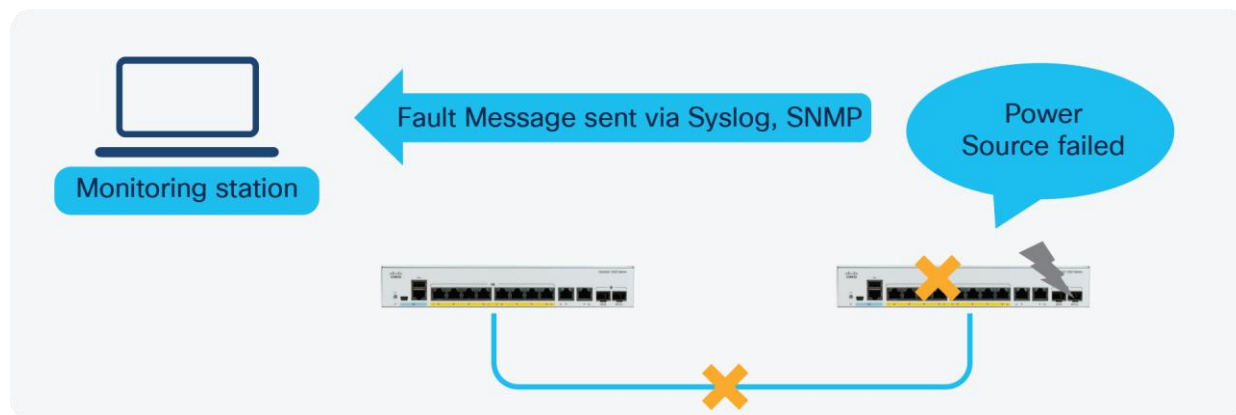 Fault Message sent via Syslog, SNMP
Power
Source failed
Monitoring station